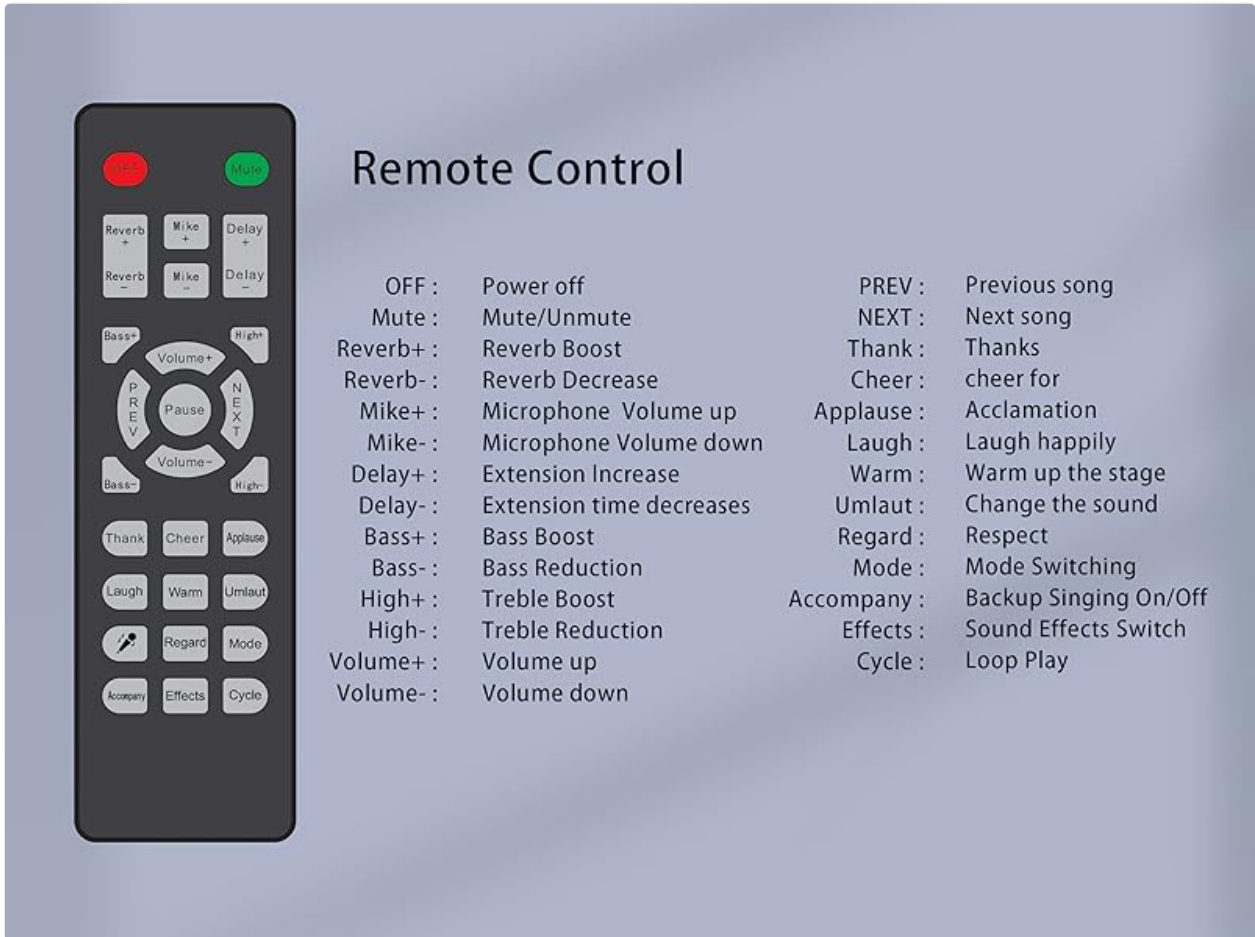 Remote Control
OFF
Mute
Reverb + Mike + Delay +
Reverb - Mike - Delay -
Bass+ High+
Volume+
PREV Pause NEXT
Volume-
Bass- High-
Thank Cheer Applause
Laugh Warm Umlaut
Regard Mode
Accompany Effects Cycle
OFF : Power off
Mute : Mute/Unmute
Reverb+ : Reverb Boost
Reverb- : Reverb Decrease
Mike+ : Microphone Volume up
Mike- : Microphone Volume down
Delay+ : Extension Increase
Delay- : Extension time decreases
Bass+ : Bass Boost
Bass- : Bass Reduction
High+ : Treble Boost
High- : Treble Reduction
Volume+ : Volume up
Volume- : Volume down
PREV : Previous song
NEXT : Next song
Thank : Thanks
Cheer : cheer for
Applause : Acclamation
Laugh : Laugh happily
Warm : Warm up the stage
Umlaut : Change the sound
Regard : Respect
Mode : Mode Switching
Accompany : Backup Singing On/Off
Effects : Sound Effects Switch
Cycle : Loop Play